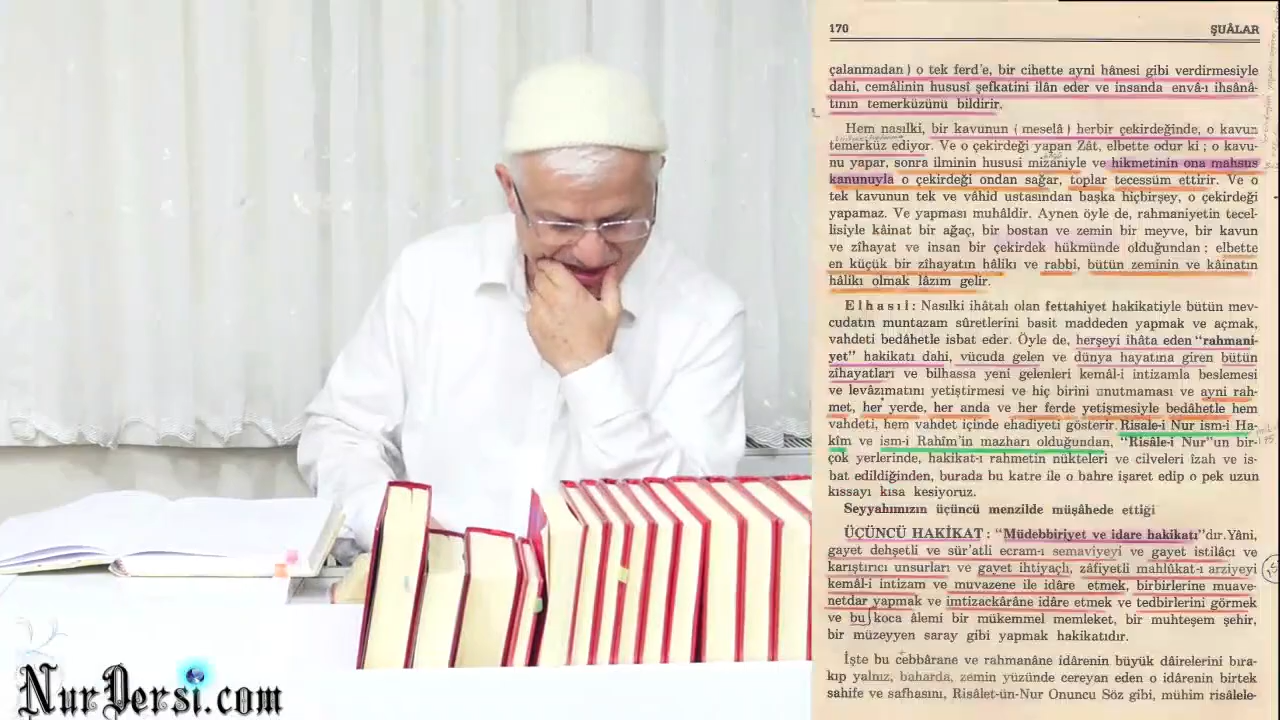 170
ŞUÂLAR
çalanmadan) o tek ferd'e, bir cihette ayni hânesi gibi verdirmesiyle
dahi, cemâlinin hususî şefkatini ilân eder ve insanda envâ-ı ihsânâ-
tının temerküzünü bildirir.
Hem nasılki, bir kavunun (meselâ) herbir çekirdeğinde, o kavun
temerküz ediyor. Ve o çekirdeği yapan Zât, elbette odur ki; o kavu-
nu yapar, sonra ilminin hususî mizâniyle ve hikmetinin ona mahsus
kanunuyla o çekirdeği ondan sağar, toplar tecessüm ettirir. Ve o
tek kavunun tek ve vâhid ustasından başka hiçbirşey, o çekirdeği
yapamaz. Ve yapması muhâldir. Aynen öyle de, rahmaniyetin tecel-
lisiyle kâinat bir ağaç, bir bostan ve zemin bir meyve, bir kavun
ve zîhayat ve insan bir çekirdek hükmünde olduğundan; elbette
en küçük bir zîhayatın hâlikı ve rabbi, bütün zeminin ve kâinatın
hâlikı olmak lâzım gelir.
Elhasıl: Nasılki ihâtalı olan fettahiyet hakikatiyle bütün mev-
cudatın muntazam sûretlerini basit maddeden yapmak ve açmak,
vahdeti bedâhetle isbat eder. Öyle de, herşeyi ihâta eden "rahmani-
yet" hakikatı dahi, vücuda gelen ve dünya hayatına giren bütün
zîhayatları ve bilhassa yeni gelenleri kemâl-i intizamla beslemesi
ve levâzımatını yetiştirmesi ve hiç birini unutmaması ve ayni rah-
met, her yerde, her anda ve her ferde yetişmesiyle bedâhetle hem
vahdeti, hem vahdet içinde ehadiyeti gösterir. Risale-i Nur ism-i Ha-
kîm ve ism-i Rahîm'in mazharı olduğundan, "Risâle-i Nur"un bir-
çok yerlerinde, hakikat-ı rahmetin nükteleri ve cilveleri îzah ve is-
bat edildiğinden, burada bu katre ile o bahre işaret edip o pek uzun
kıssayı kısa kesiyoruz.
Seyyahımızın üçüncü menzilde müşâhede ettiği
ÜÇÜNCÜ HAKİKAT : "Müdebbiriyet ve idare hakikatı"dır. Yâni,
gayet dehşetli ve sür'atli ecram-ı semaviyeyi ve gayet istilâcı ve
karıştırıcı unsurları ve gayet ihtiyaçlı, zâfiyetli mahlûkat-ı arziyeyi
kemâl-i intizam ve muvazene ile idâre etmek, birbirlerine muave-
netdar yapmak ve imtizackârâne idâre etmek ve tedbirlerini görmek
ve bu koca âlemi bir mükemmel memleket, bir muhteşem şehir,
bir müzeyyen saray gibi yapmak hakikatıdır.
İşte bu cebbârane ve rahmanâne idârenin büyük dâirelerini bıra-
kıp yalnız, baharda, zemin yüzünde cereyan eden o idârenin birtek
sahife ve safhasını, Risâlet-ün-Nur Onuncu Söz gibi, mühim risâlele-
NurDersi.com